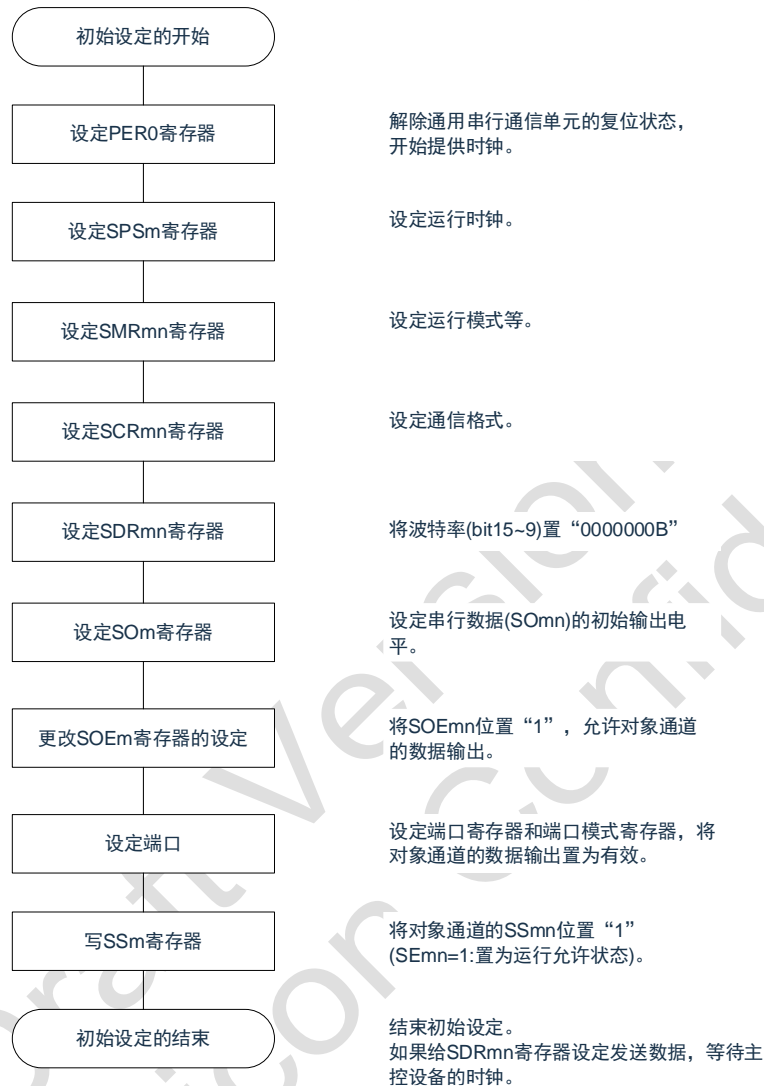 初始设定的开始
设定PER0寄存器
解除通用串行通信单元的复位状态，
开始提供时钟。
设定SPSm寄存器
设定运行时钟。
设定SMRmn寄存器
设定运行模式等。
设定SCRmn寄存器
设定通信格式。
设定SDRmn寄存器
将波特率(bit15~9)置“0000000B”
设定SOm寄存器
设定串行数据(SOmn)的初始输出电
平。
更改SOEm寄存器的设定
将SOEmn位置“1”，允许对象通道
的数据输出。
设定端口
设定端口寄存器和端口模式寄存器，将
对象通道的数据输出置为有效。
写SSm寄存器
将对象通道的SSmn位置“1”
(SEmn=1:置为运行允许状态)。
初始设定的结束
结束初始设定。
如果给SDRmn寄存器设定发送数据，等待主
控设备的时钟。